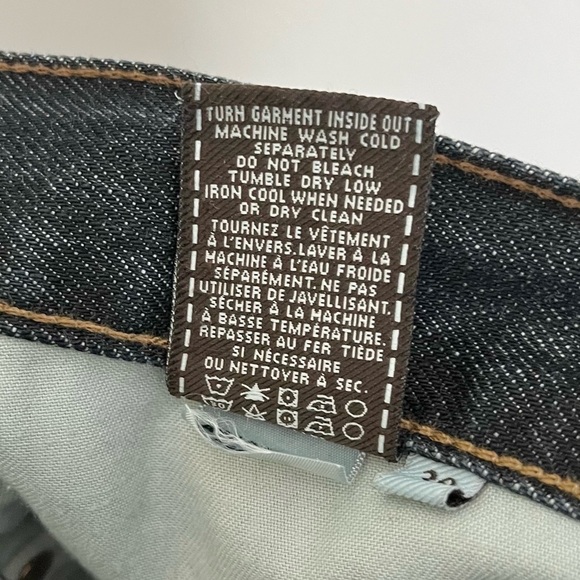 TURN GARMENT INSIDE OUT
MACHINE WASH COLD
SEPARATELY
DO NOT BLEACH
TUMBLE DRY LOW
IRON COOL WHEN NEEDED
OR DRY CLEAN
TOURNEZ LE VÊTEMENT
À L'ENVERS.LAVER À LA
MACHINE À L'EAU FROIDE
SÉPARÉMENT. NE PAS
UTILISER DE JAVELLISANT.
SÉCHER À LA MACHINE
À BASSE TEMPÉRATURE.
REPASSER AU FER TIÈDE
SI NÉCESSAIRE
OU NETTOYER À SEC.